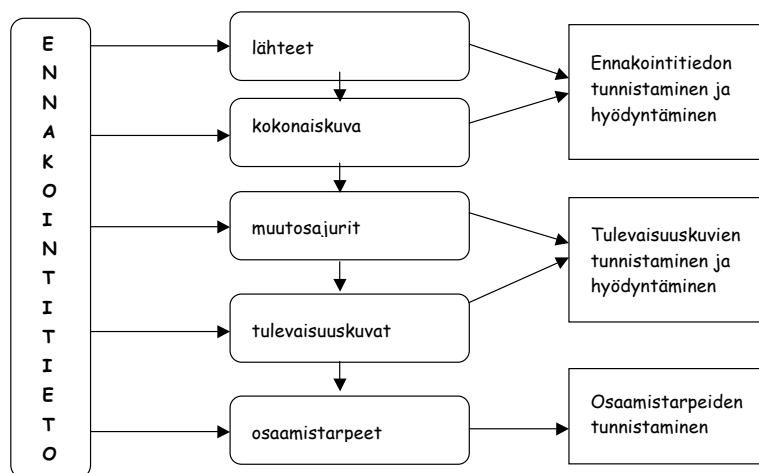 E
N
N
A
K
O
I
N
T
I
T
I
E
T
O
lähteet
kokonaiskuva
muutosajurit
tulevaisuuskuvat
osaamistarpeet
Ennakointitiedon
tunnistaminen ja
hyödyntäminen
Tulevaisuuskuvien
tunnistaminen ja
hyödyntäminen
Osaamistarpeiden
tunnistaminen